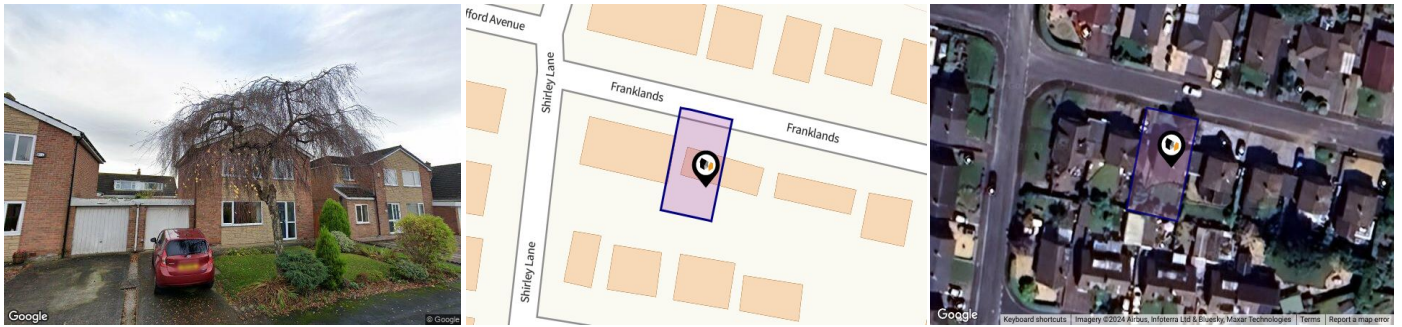 Google
© Google
fford Avenue
Shirley Lane
Franklands
Franklands
Shirley Lane
Google
Keyboard shortcuts
Imagery ©2024 Airbus, Infoterra Ltd & Bluesky, Maxar Technologies
Terms
Report a map error